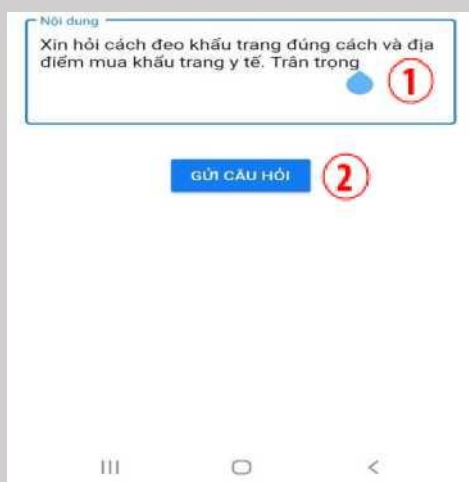 Nội dung
Xin hỏi cách đeo khẩu trang đúng cách và địa
điểm mua khẩu trang y tế. Trân trọng
1
GỬI CÂU HỎI
2